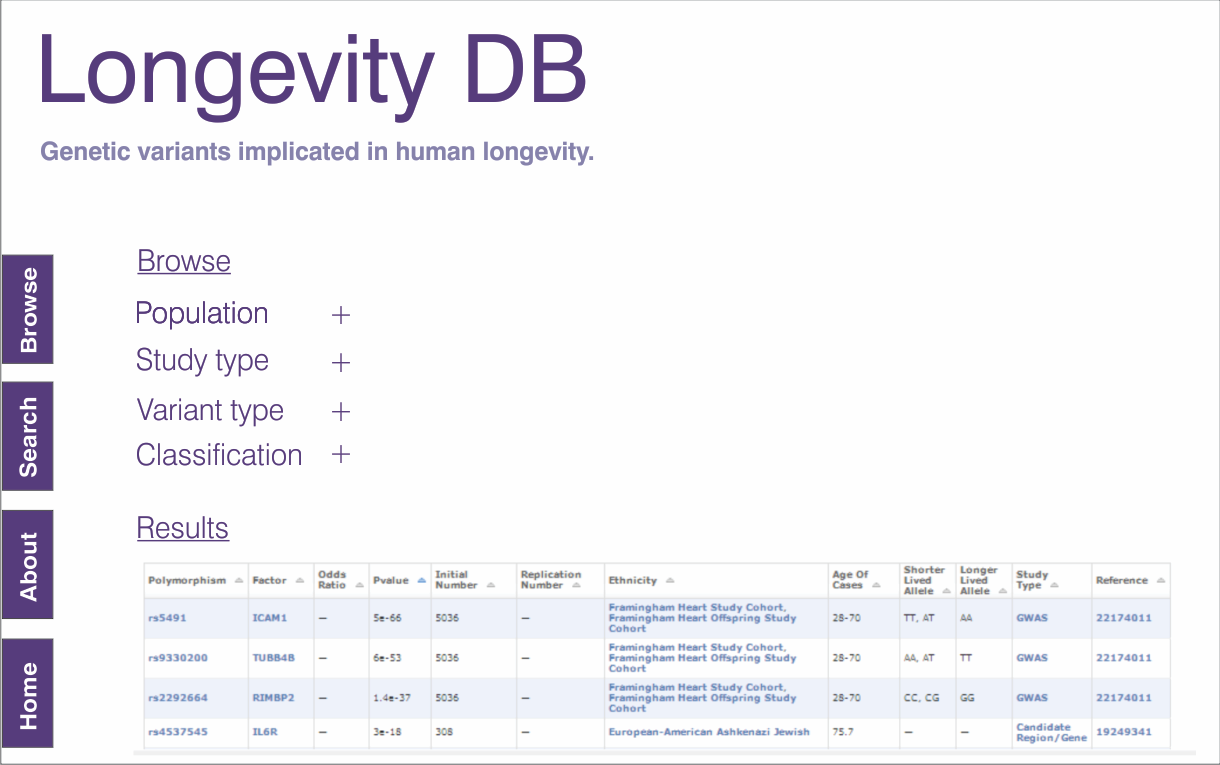 Longevity DB
Genetic variants implicated in human longevity.
Browse
Search
About
Home
Browse
Population +
Study type +
Variant type +
Classification +
Results
Polymorphism Factor Odds Ratio Pvalue Initial Number Replication Number Ethnicity Age Of Cases Shorter Lived Allele Longer Lived Allele Study Type Reference
rs5491 ICAM1 — 5e-66 5036 — Framingham Heart Study Cohort, Framingham Heart Offspring Study Cohort 28-70 TT, AT AA GWAS 22174011
rs9330200 TUBB4B — 6e-53 5036 — Framingham Heart Study Cohort, Framingham Heart Offspring Study Cohort 28-70 AA, AT TT GWAS 22174011
rs2292664 RIMBP2 — 1.4e-37 5036 — Framingham Heart Study Cohort, Framingham Heart Offspring Study Cohort 28-70 CC, CG GG GWAS 22174011
rs4537545 IL6R — 3e-18 308 — European-American Ashkenazi Jewish 75.7 — — Candidate Region/Gene 19249341